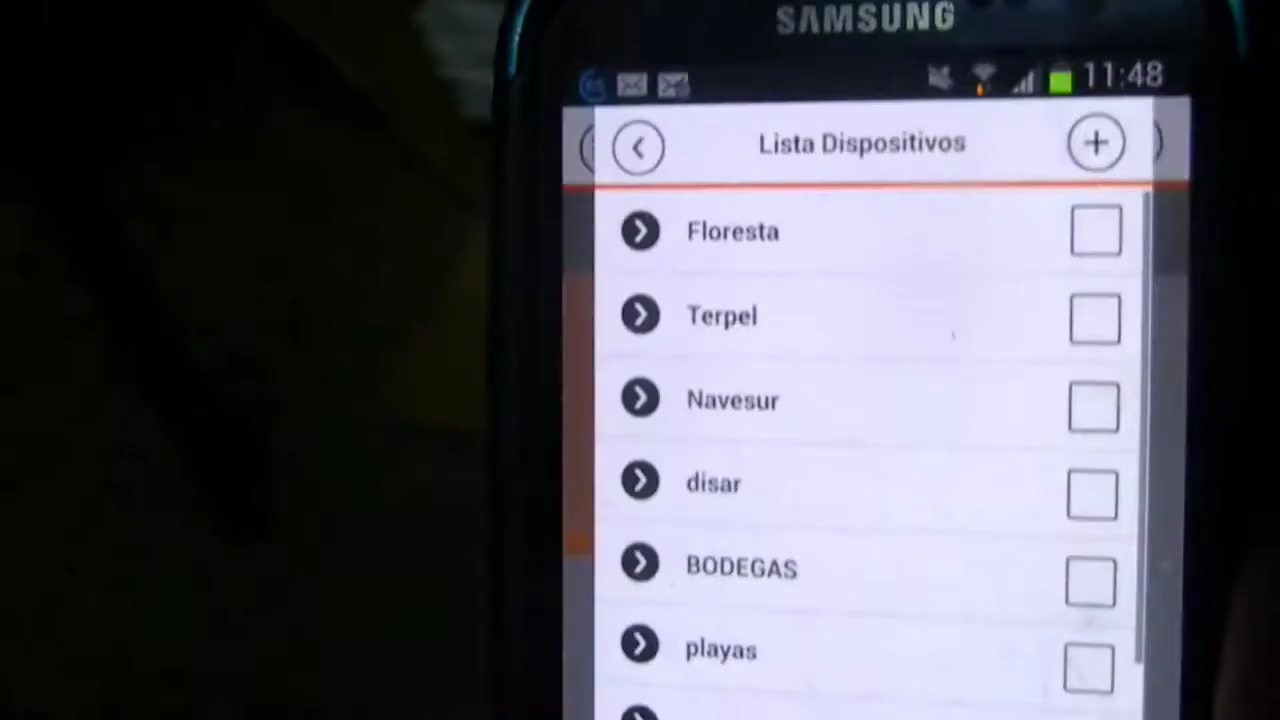 SAMSUNG
11:48
Lista Dispositivos
Floresta
Terpel
Navesur
disar
BODEGAS
playas